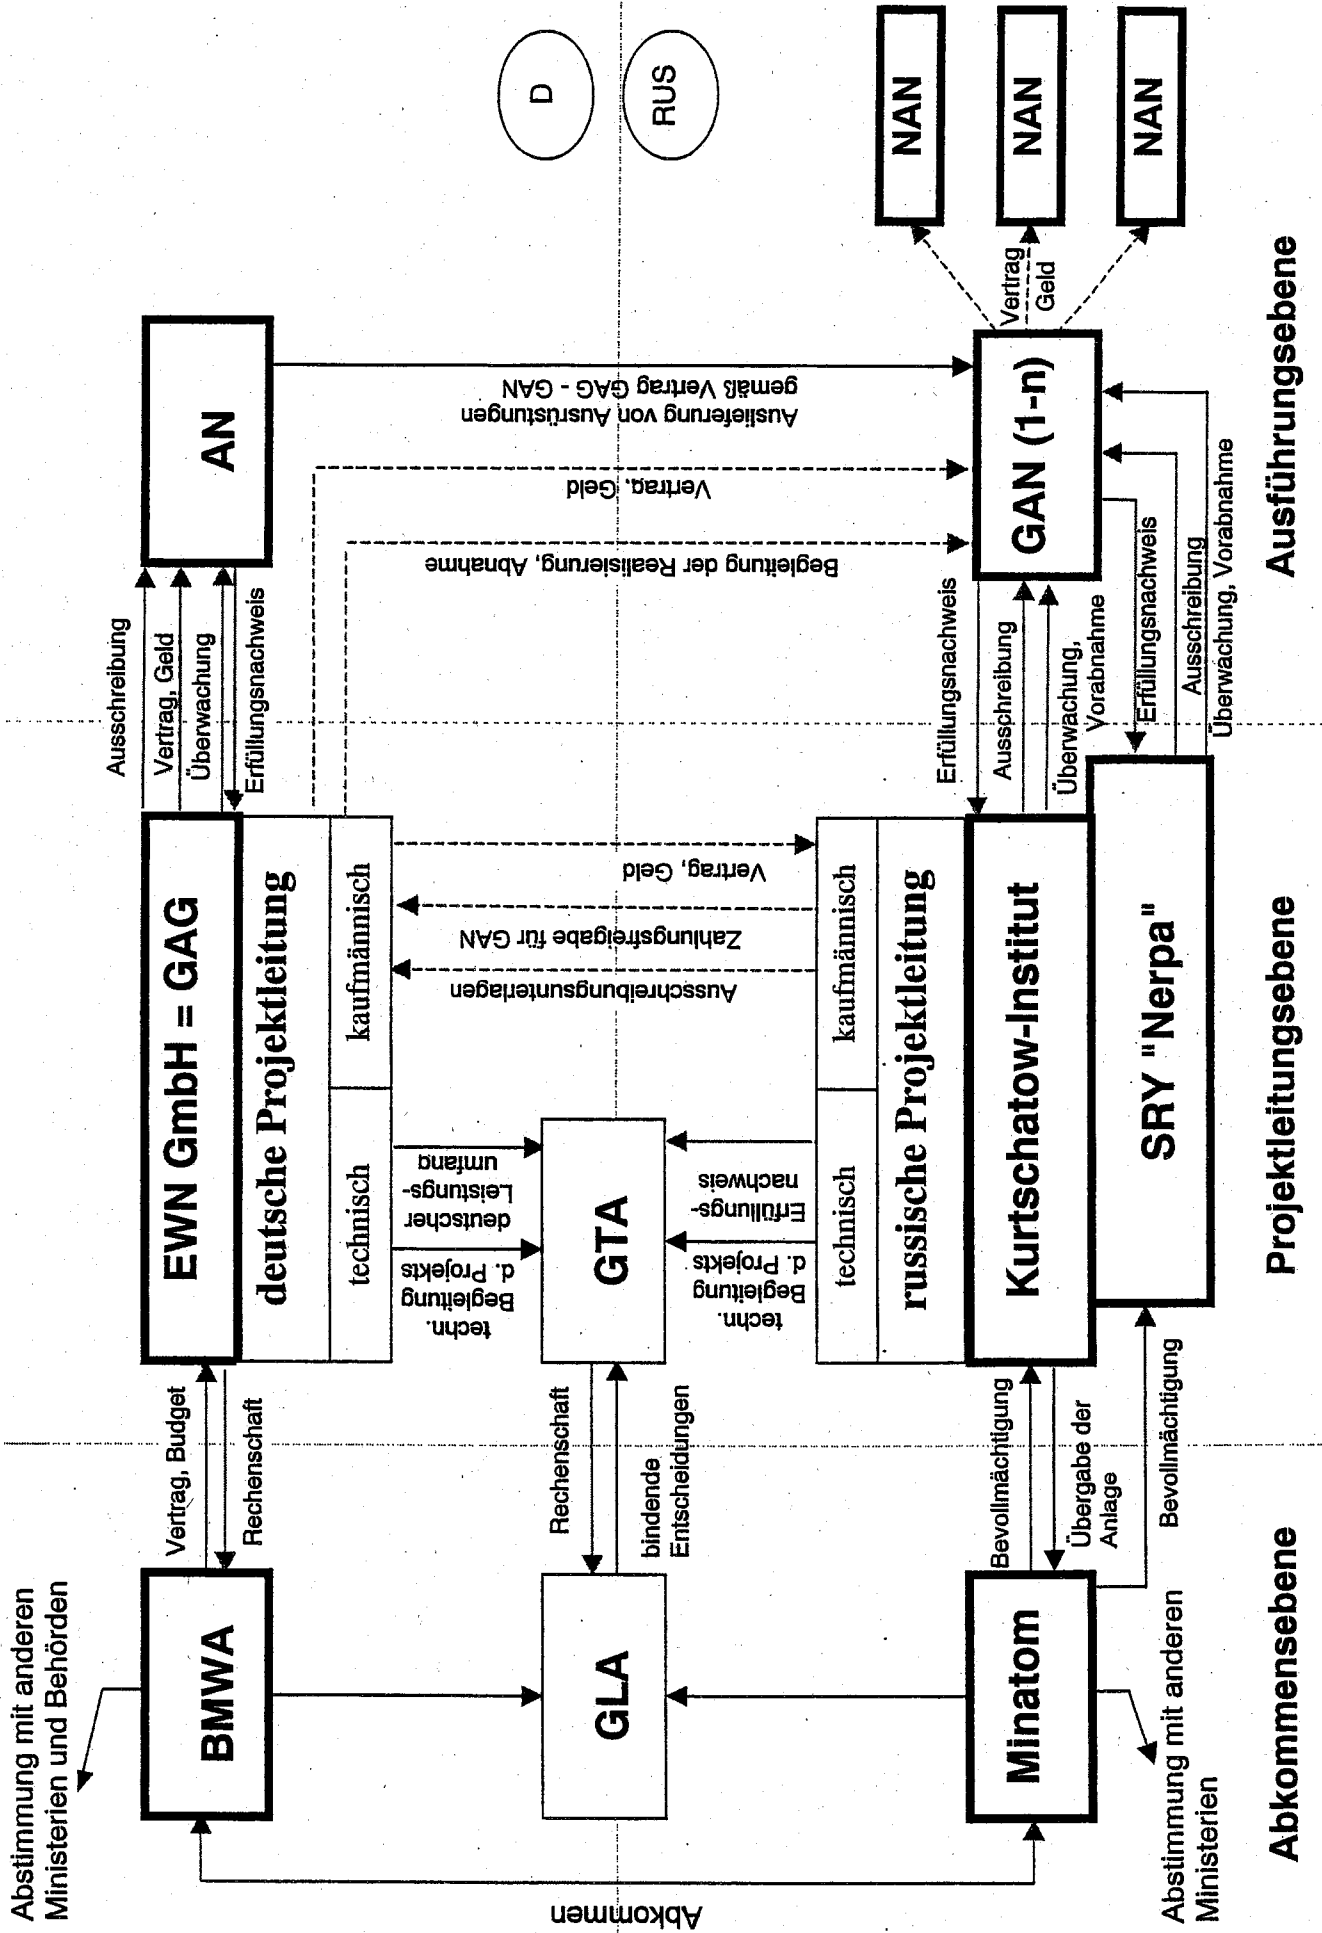 Abstimmung mit anderen
Ministerien und Behörden
BMWA
Vertrag, Budget
Rechenschaft
EWN GmbH = GAG
deutsche Projektleitung
technisch
kaufmännisch
Ausschreibung
Vertrag, Geld
Überwachung
Erfüllungsnachweis
AN
D
RUS
techn.
Begleitung
d. Projekts
deutscher
Leistungs-
umfang
Ausschreibungsunterlagen
Zahlungsfreigabe für GAN
Vertrag, Geld
Begleitung der Realisierung, Abnahme
Vertrag, Geld
Auslieferung von Ausrüstungen
gemäß Vertrag GAG - GAN
Abkommen
GLA
Rechenschaft
bindende
Entscheidungen
GTA
techn.
Begleitung
d. Projekts
Erfüllungs-
nachweis
technisch
kaufmännisch
russische Projektleitung
Minatom
Bevollmächtigung
Übergabe der
Anlage
Bevollmächtigung
Abstimmung mit anderen
Ministerien
Kurtschatow-Institut
SRY "Nerpa"
Erfüllungsnachweis
Ausschreibung
Überwachung,
Vorabnahme
Erfüllungsnachweis
Ausschreibung
Überwachung, Vorabnahme
GAN (1-n)
Vertrag
Geld
NAN
NAN
NAN
Abkommensebene
Projektleitungsebene
Ausführungsebene